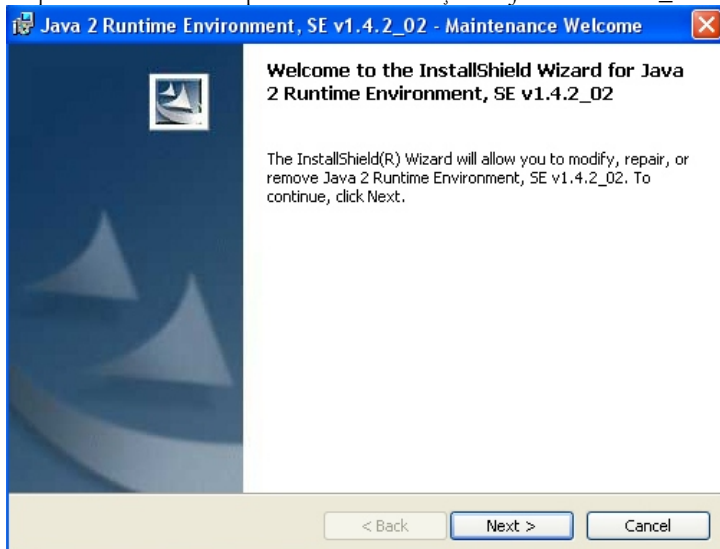 Java 2 Runtime Environment, SE v1.4.2_02 - Maintenance Welcome
Welcome to the InstallShield Wizard for Java
2 Runtime Environment, SE v1.4.2_02
The InstallShield(R) Wizard will allow you to modify, repair, or
remove Java 2 Runtime Environment, SE v1.4.2_02. To
continue, click Next.
< Back
Next >
Cancel